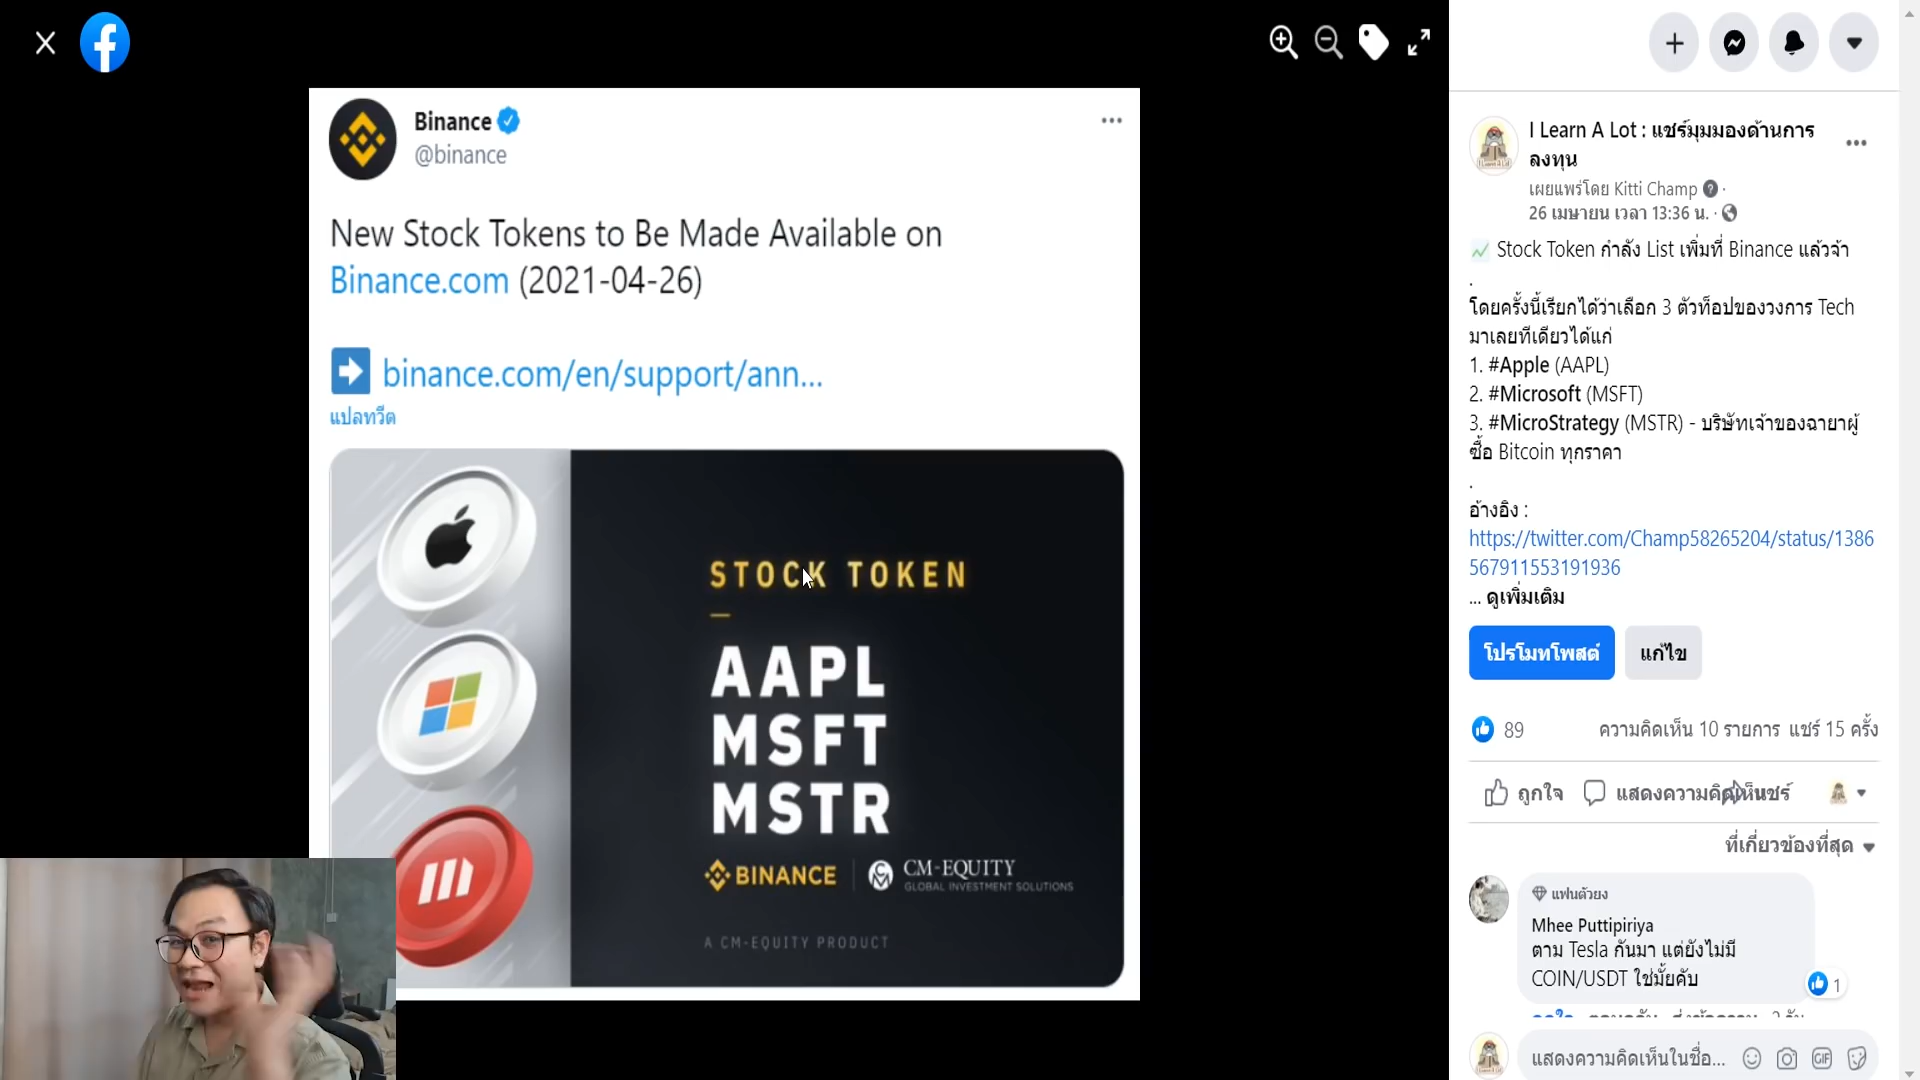 Binance
@binance
New Stock Tokens to Be Made Available on
Binance.com (2021-04-26)
binance.com/en/support/ann...
แปลทวีต
STOCK TOKEN
AAPL
MSFT
MSTR
BINANCE
CM-EQUITY
GLOBAL INVESTMENT SOLUTIONS
A CM-EQUITY PRODUCT
I Learn A Lot : แชร์มุมมองด้านการ
ลงทุน
เผยแพร่โดย Kitti Champ ·
26 เมษายน เวลา 13:36 น. ·
Stock Token กำลัง List เพิ่มที่ Binance แล้วจ้า
.
โดยครั้งนี้เรียกได้ว่าเลือก 3 ตัวท็อปของวงการ Tech
มาเลยทีเดียวได้แก่
1. #Apple (AAPL)
2. #Microsoft (MSFT)
3. #MicroStrategy (MSTR) - บริษัทเจ้าของฉายาผู้
ซื้อ Bitcoin ทุกราคา
.
อ้างอิง :
https://twitter.com/Champ58265204/status/1386
567911553191936
... ดูเพิ่มเติม
โปรโมทโพสต์ แก้ไข
89 ความคิดเห็น 10 รายการ แชร์ 15 ครั้ง
ถูกใจ แสดงความคิดเห็น แชร์
ที่เกี่ยวข้องที่สุด
แฟนตัวยง
Mhee Puttipiriya
ตาม Tesla กันมา แต่ยังไม่มี
COIN/USDT ใช่มั้ยคับ
1
แสดงความคิดเห็นในชื่อ...
GIF